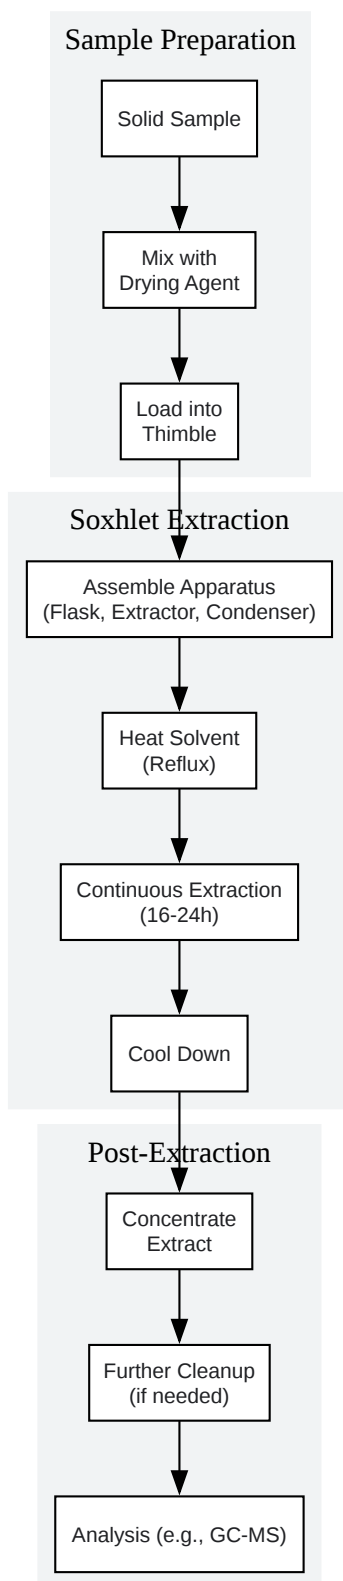 Sample Preparation
Solid Sample
Mix with
Drying Agent
Load into
Thimble
Soxhlet Extraction
Assemble Apparatus
(Flask, Extractor, Condenser)
Heat Solvent
(Reflux)
Continuous Extraction
(16-24h)
Cool Down
Post-Extraction
Concentrate
Extract
Further Cleanup
(if needed)
Analysis (e.g., GC-MS)